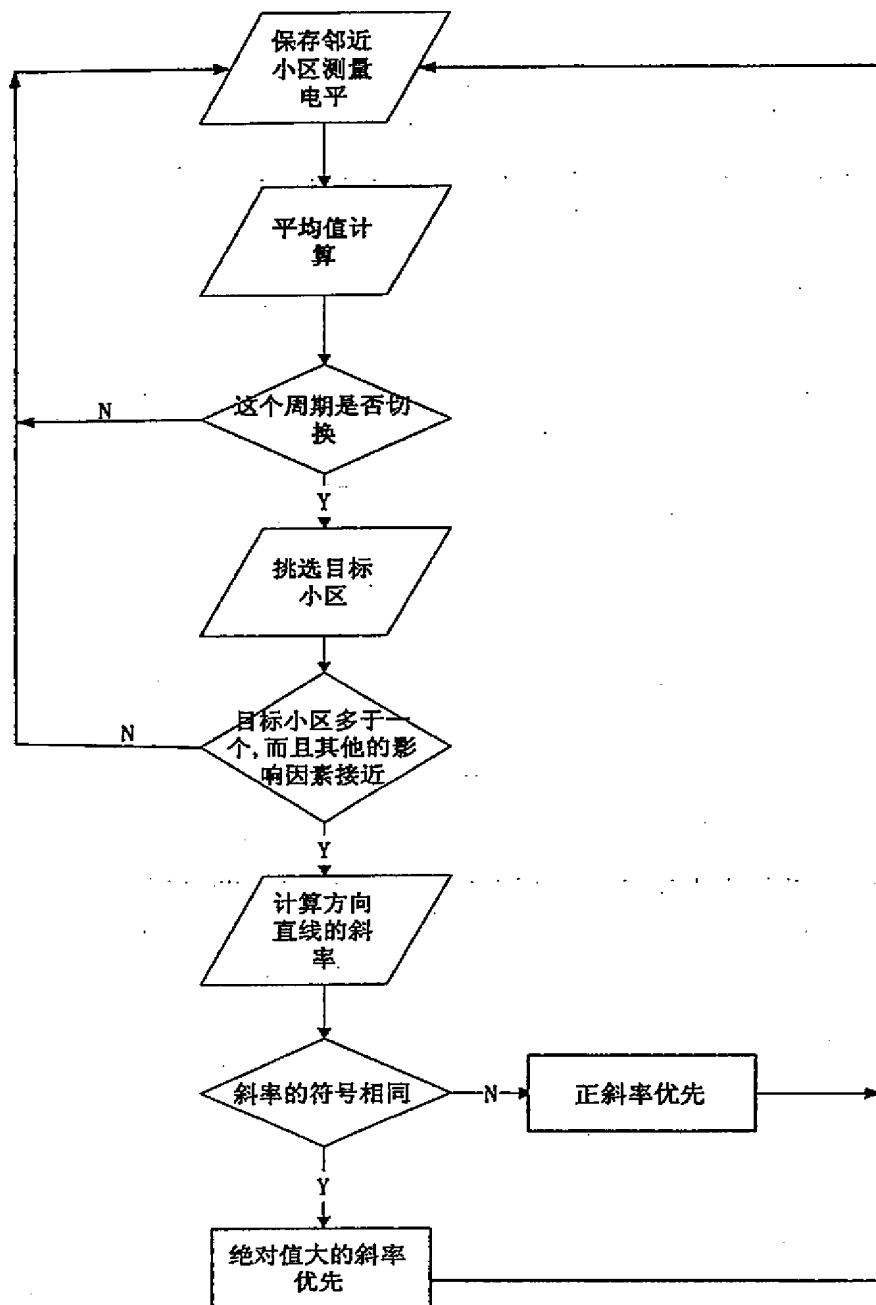 保存邻近
小区测量
电平
平均值计
算
这个周期是否切
换
N
Y
挑选目标
小区
目标小区多于一
个,而且其他的影
响因素接近
N
Y
计算方向
直线的斜
率
斜率的符号相同
N
正斜率优先
Y
绝对值大的斜率
优先